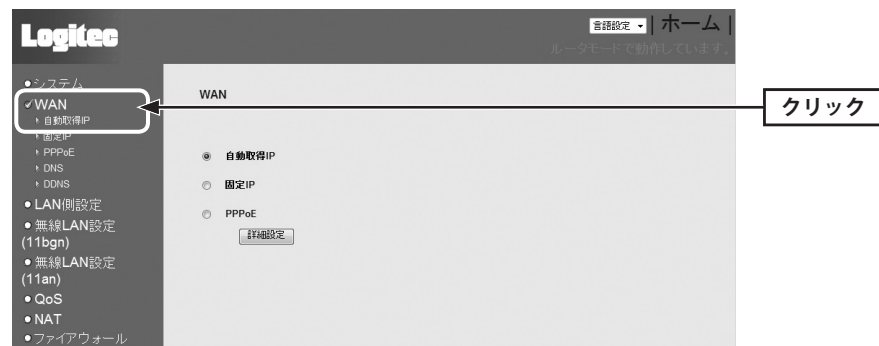 Logitec
言語設定 | ホーム |
ルータモードで動作しています。
システム
WAN
自動取得IP
固定IP
PPPoE
DNS
DDNS
LAN側設定
無線LAN設定
(11bgn)
無線LAN設定
(11an)
QoS
NAT
ファイアウォール
WAN
自動取得IP
固定IP
PPPoE
詳細設定
クリック